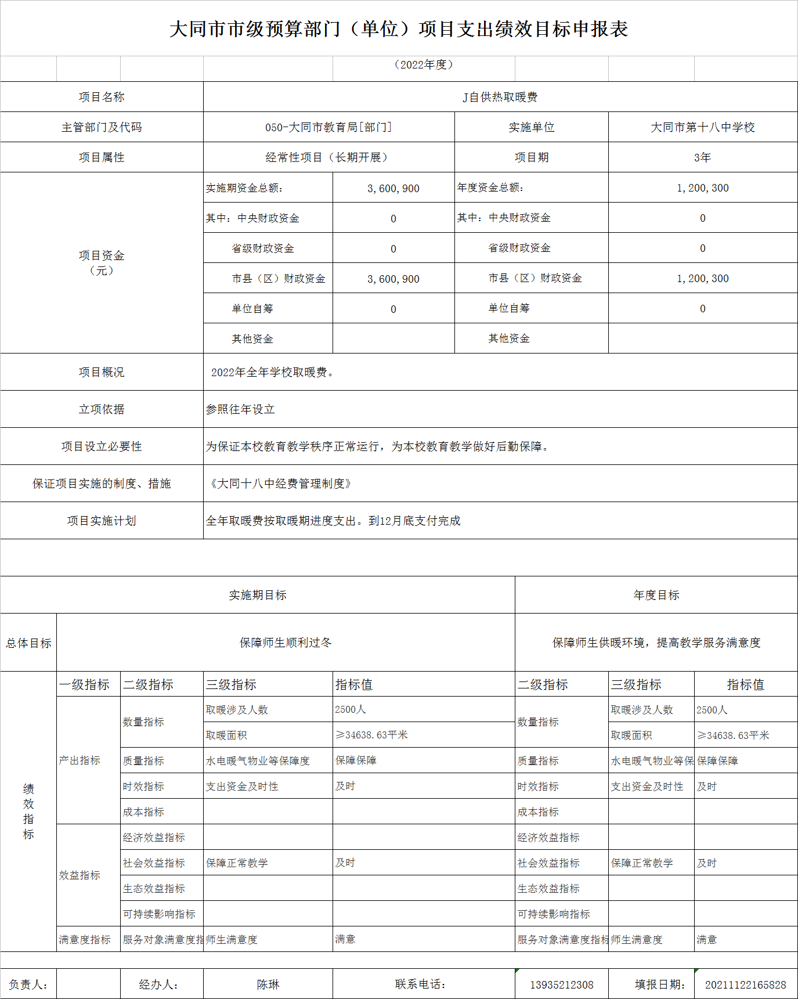 大同市市级预算部门（单位）项目支出绩效目标申报表
（2022年度）
项目名称 J自供热取暖费
主管部门及代码 050-大同市教育局[部门] 实施单位 大同市第十八中学校
项目属性 经常性项目（长期开展） 项目期 3年
项目资金
（元）
实施期资金总额： 3,600,900 年度资金总额： 1,200,300
其中：中央财政资金 0 其中：中央财政资金 0
省级财政资金 0 省级财政资金 0
市县（区）财政资金 3,600,900 市县（区）财政资金 1,200,300
单位自筹 0 单位自筹 0
其他资金 其他资金
项目概况 2022年全年学校取暖费。
立项依据 参照往年设立
项目设立必要性 为保证本校教育教学秩序正常运行，为本校教育教学做好后勤保障。
保证项目实施的制度、措施 《大同十八中经费管理制度》
项目实施计划 全年取暖费按取暖期进度支出。到12月底支付完成
实施期目标 年度目标
总体目标 保障师生顺利过冬 保障师生供暖环境，提高教学服务满意度
绩效指标
一级指标 二级指标 三级指标 指标值 二级指标 三级指标 指标值
产出指标 数量指标 取暖涉及人数 2500人 数量指标 取暖涉及人数 2500人
取暖面积 ≥34638.63平米 取暖面积 ≥34638.63平米
质量指标 水电暖气物业等保障度 保障保障 质量指标 水电暖气物业等保 保障保障
时效指标 支出资金及时性 及时 时效指标 支出资金及时性 及时
成本指标 成本指标
效益指标 经济效益指标 经济效益指标
社会效益指标 保障正常教学 及时 社会效益指标 保障正常教学 及时
生态效益指标 生态效益指标
可持续影响指标 可持续影响指标
满意度指标 服务对象满意度指 师生满意度 满意 服务对象满意度指标 师生满意度 满意
负责人： 经办人： 陈琳 联系电话： 13935212308 填报日期： 20211122165828